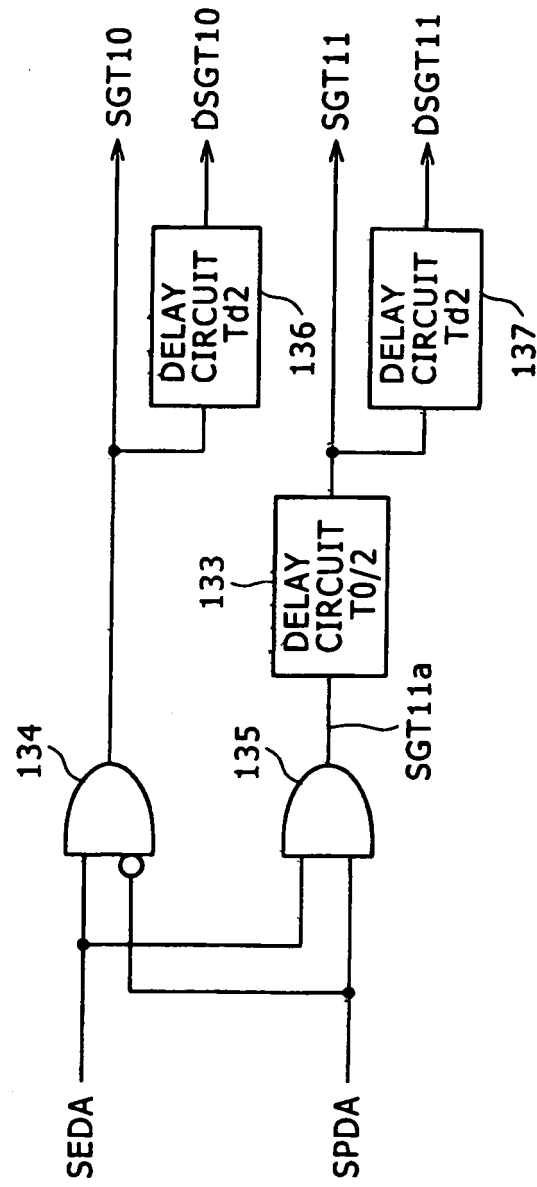 SEDA
SPDA
134
135
SGT11a
133
DELAY
CIRCUIT
T0/2
DELAY
CIRCUIT
Td2
136
DELAY
CIRCUIT
Td2
137
SGT10
DSGT10
SGT11
DSGT11